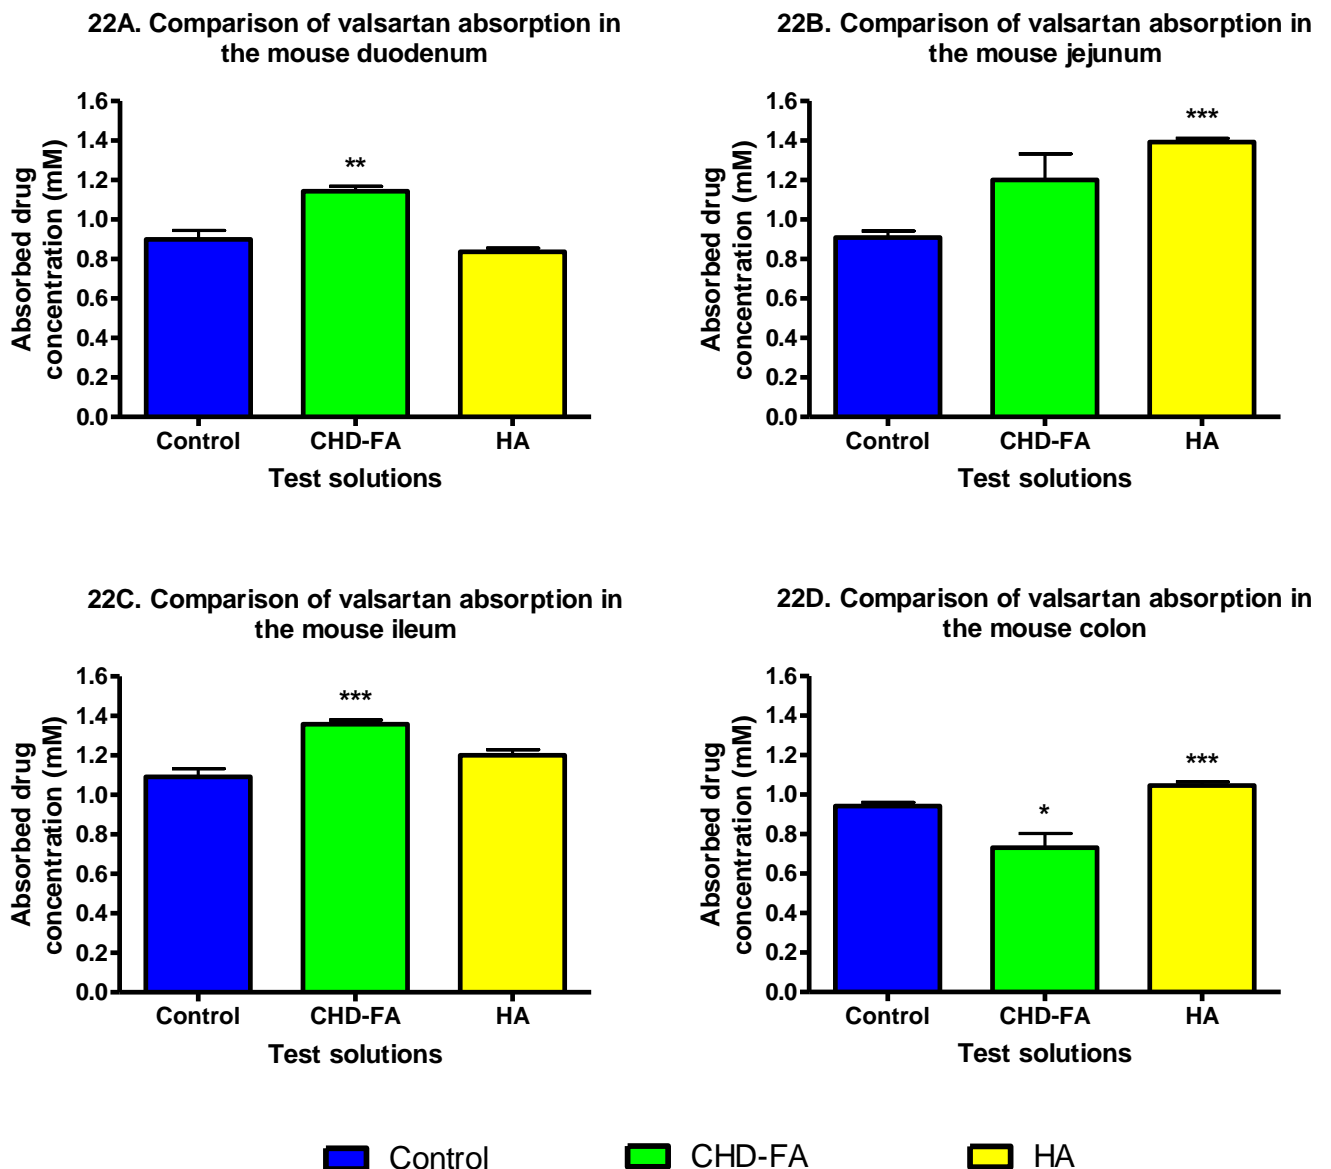 22A. Comparison of valsartan absorption in
the mouse duodenum
Absorbed drug
concentration (mM)
1.6
1.4
1.2
1.0
0.8
0.6
0.4
0.2
0.0
**
Control CHD-FA HA
Test solutions
22B. Comparison of valsartan absorption in
the mouse jejunum
Absorbed drug
concentration (mM)
1.6
1.4
1.2
1.0
0.8
0.6
0.4
0.2
0.0
***
Control CHD-FA HA
Test solutions
22C. Comparison of valsartan absorption in
the mouse ileum
Absorbed drug
concentration (mM)
1.6
1.4
1.2
1.0
0.8
0.6
0.4
0.2
0.0
***
Control CHD-FA HA
Test solutions
22D. Comparison of valsartan absorption in
the mouse colon
Absorbed drug
concentration (mM)
1.6
1.4
1.2
1.0
0.8
0.6
0.4
0.2
0.0
*
***
Control CHD-FA HA
Test solutions
Control CHD-FA HA